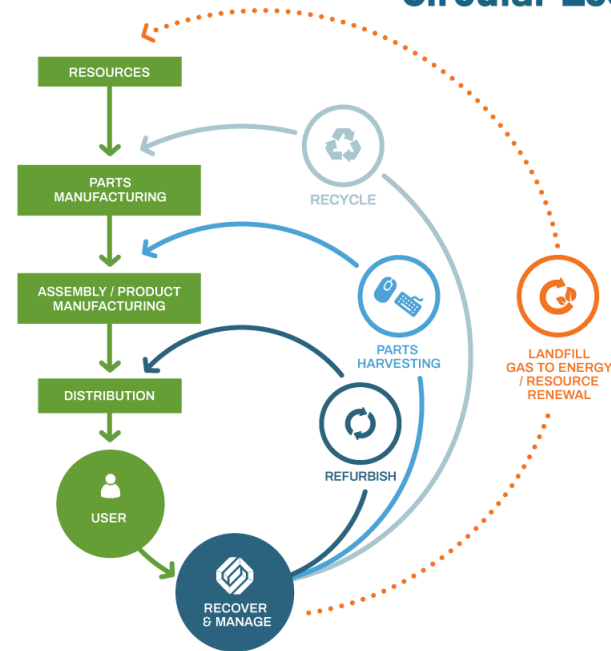 RESOURCES
PARTS
MANUFACTURING
RECYCLE
ASSEMBLY / PRODUCT
MANUFACTURING
PARTS
HARVESTING
LANDFILL
GAS TO ENERGY
/ RESOURCE
RENEWAL
DISTRIBUTION
REFURBISH
USER
RECOVER
& MANAGE